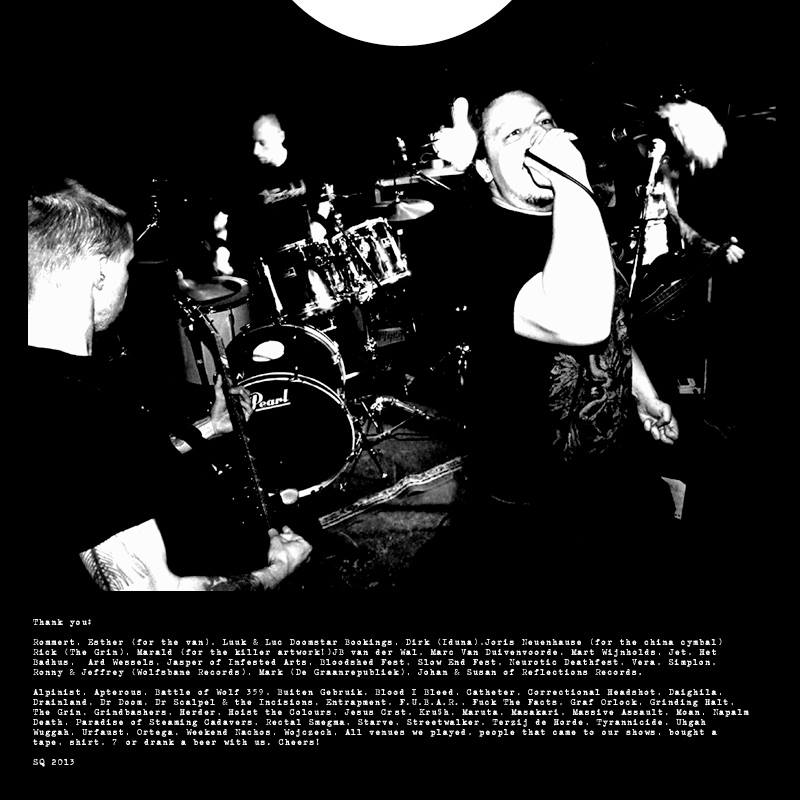 Pearl
Thank you:
Rommert, Esther (for the van), Luuk & Luc Doomstar Bookings, Dirk (Iduna),Joris Neuenhause (for the china cymbal)
Rick (The Grin), Marald (for the killer artwork!)JB van der Wal, Marc Van Duivenvoorde, Mart Wijnholds, Jet, Het
Badhus, Ard Wessels, Jasper of Infested Arts, Bloodshed Fest, Slow End Fest, Neurotic Deathfest, Vera, Simplon,
Ronny & Jeffrey (Wolfsbane Records), Mark (De Graanrepubliek), Johan & Susan of Reflections Records.
Alpinist, Apterous, Battle of Wolf 359, Buiten Gebruik, Blood I Bleed, Catheter, Correctional Headshot, Daighila,
Drainland, Dr Doom, Dr Scalpel & the Incisions, Entrapment, F.U.B.A.R., Fuck The Facts, Graf Orlock, Grinding Halt,
The Grin, Grindbashers, Herder, Hoist the Colours, Jesus Crst, Kru$h, Maruta, Masakari, Massive Assault, Moan, Napalm
Death, Paradise of Steaming Cadavers, Rectal Smegma, Starve, Streetwalker, Terzij de Horde, Tyrannicide, Uhgah
Wuggah, Urfaust, Ortega, Weekend Nachos, Wojczech, All venues we played, people that came to our shows, bought a
tape, shirt, 7 or drank a beer with us. Cheers!
SQ 2013